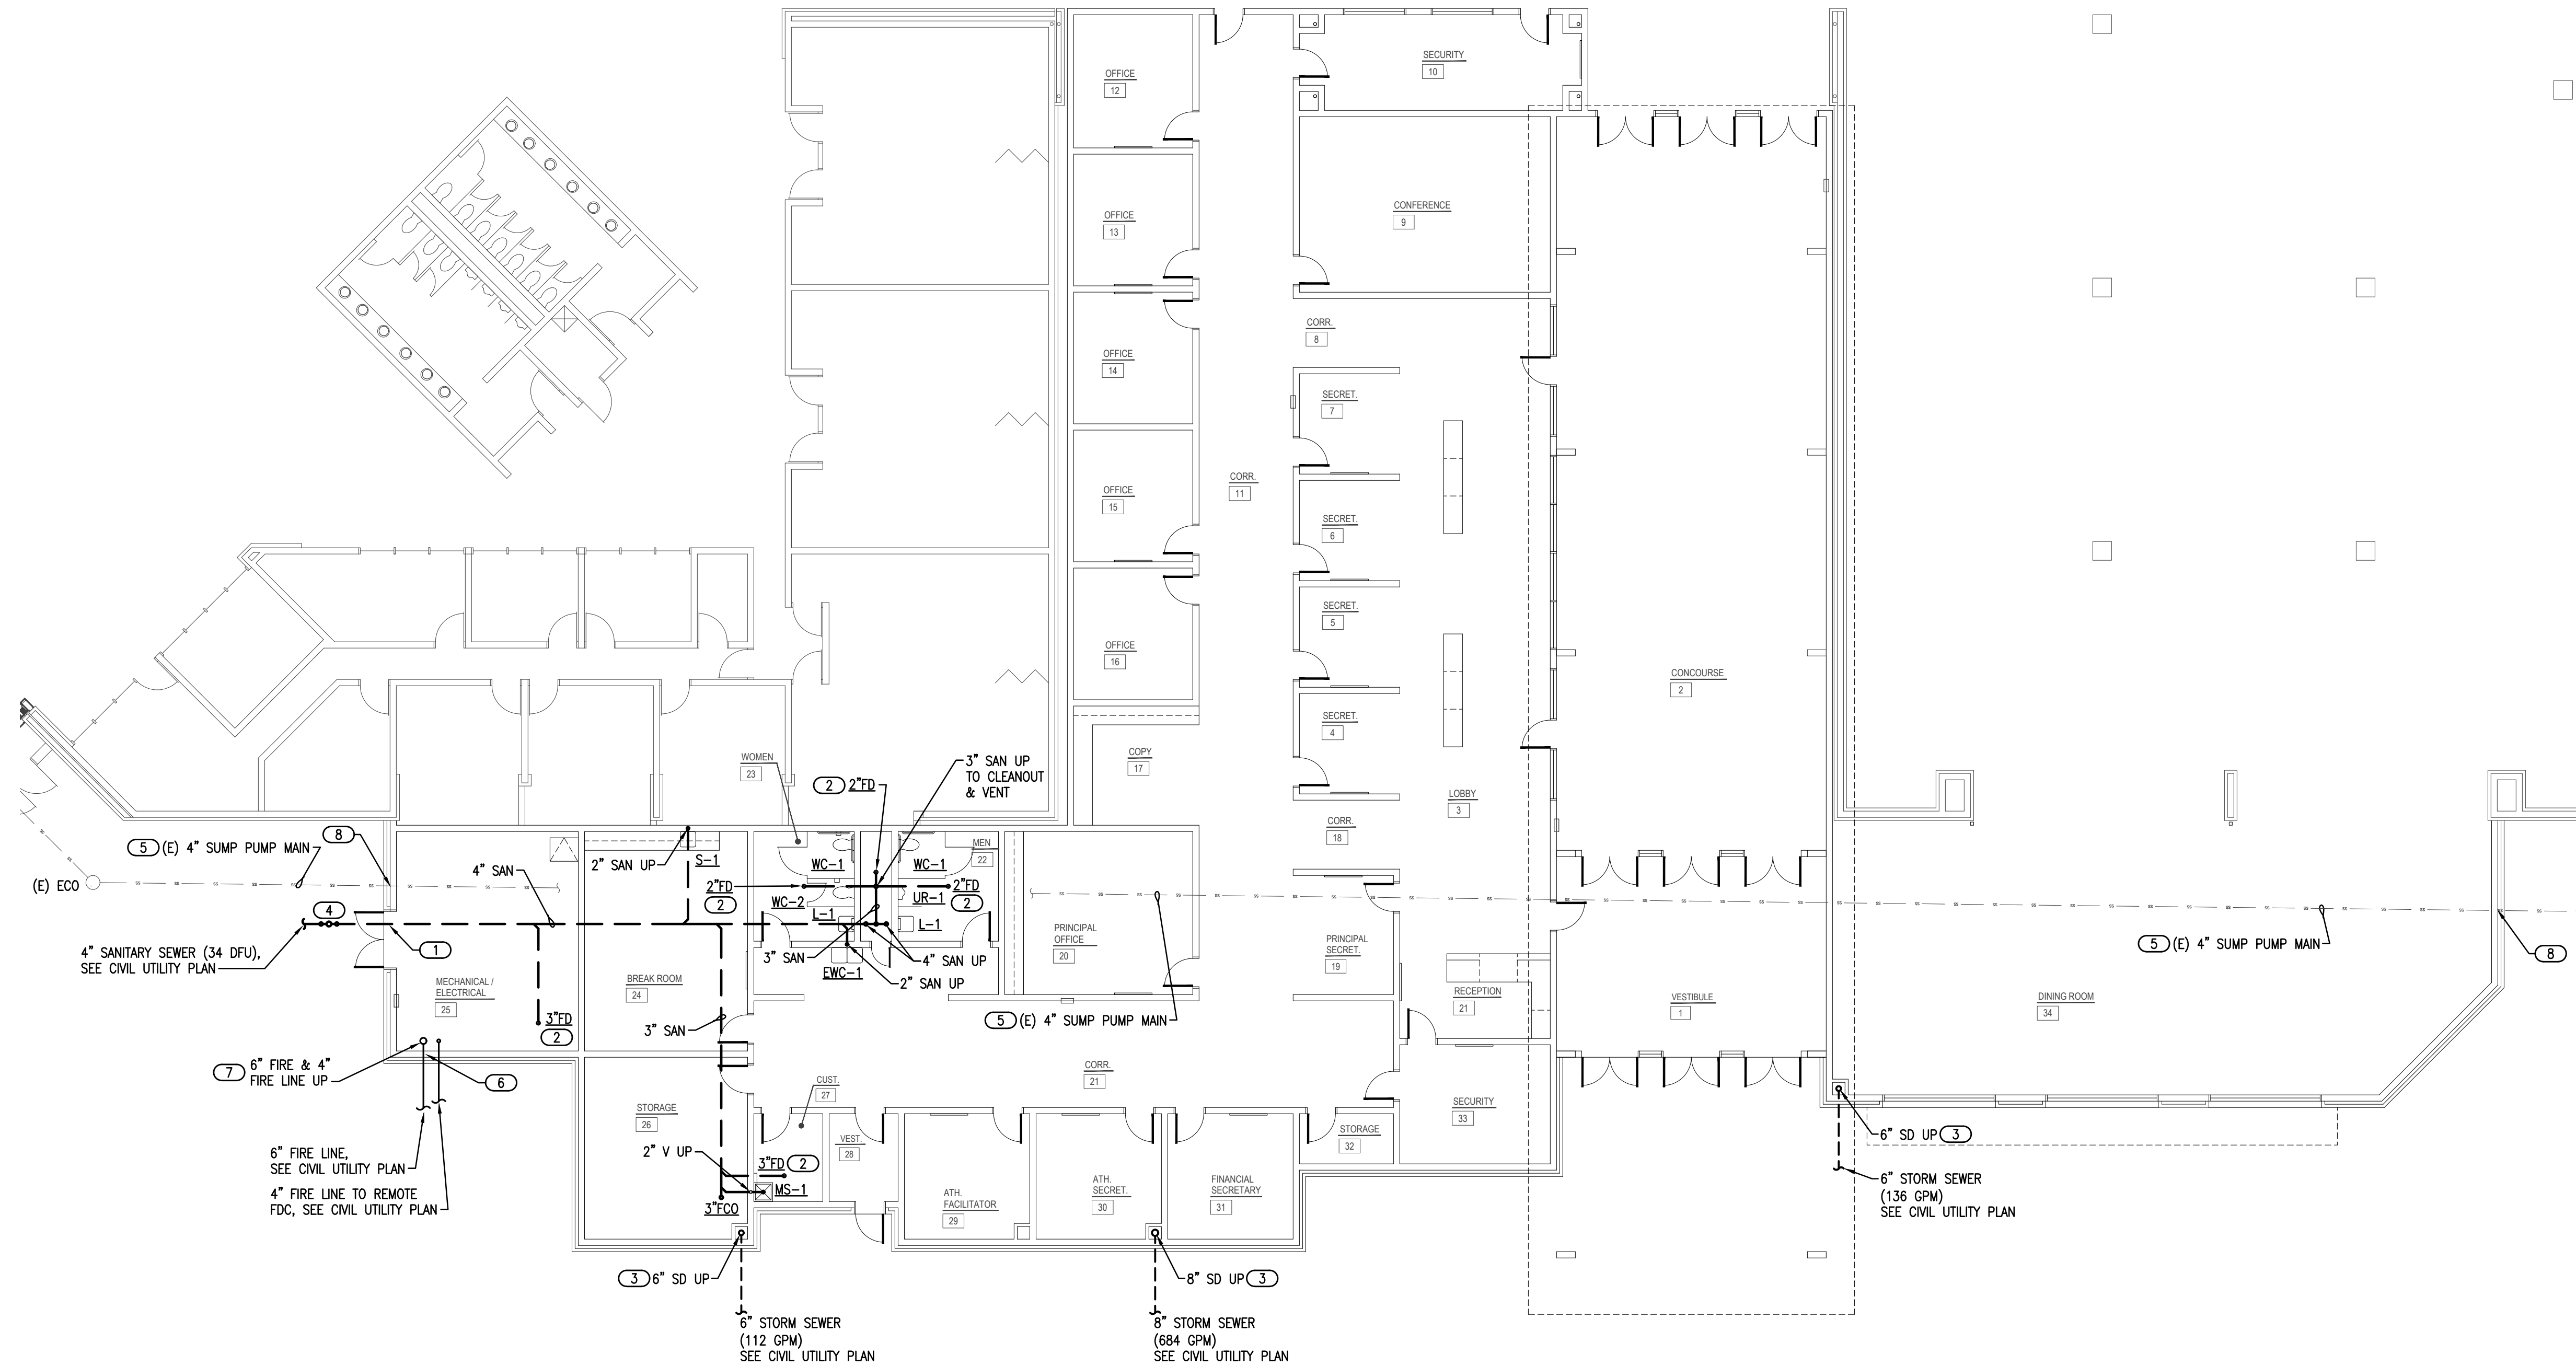 SECURITY
10
OFFICE
12
OFFICE
13
CONFERENCE
9
CORR.
8
OFFICE
14
SECRET.
7
CORR.
11
OFFICE
15
SECRET.
6
SECRET.
5
OFFICE
16
CONCOURSE
2
SECRET.
4
COPY
17
LOBBY
3
CORR.
18
WOMEN
23
2 2"FD
3" SAN UP
TO CLEANOUT
& VENT
MEN
22
8
5 (E) 4" SUMP PUMP MAIN
(E) ECO
4" SAN
2" SAN UP
S-1
WC-1
WC-1
2"FD
2
WC-2
L-1
2"FD
UR-1
2
L-1
4
1
4" SANITARY SEWER (34 DFU),
SEE CIVIL UTILITY PLAN
3" SAN
4" SAN UP
EWC-1
2" SAN UP
PRINCIPAL
OFFICE
20
PRINCIPAL
SECRET.
19
5 (E) 4" SUMP PUMP MAIN
8
MECHANICAL /
ELECTRICAL
25
BREAK ROOM
24
RECEPTION
21
VESTIBULE
1
DINING ROOM
34
3"FD
2
3" SAN
5 (E) 4" SUMP PUMP MAIN
7 6" FIRE & 4"
FIRE LINE UP
6
CORR.
21
CUST.
27
STORAGE
26
SECURITY
33
VEST.
28
STORAGE
32
6" SD UP 3
6" FIRE LINE,
SEE CIVIL UTILITY PLAN
4" FIRE LINE TO REMOTE
FDC, SEE CIVIL UTILITY PLAN
2" V UP
3"FD 2
MS-1
3"FCO
ATH.
FACILITATOR
29
ATH.
SECRET.
30
FINANCIAL
SECRETARY
31
6" STORM SEWER
(136 GPM)
SEE CIVIL UTILITY PLAN
3 6" SD UP
8" SD UP 3
6" STORM SEWER
(112 GPM)
SEE CIVIL UTILITY PLAN
8" STORM SEWER
(684 GPM)
SEE CIVIL UTILITY PLAN